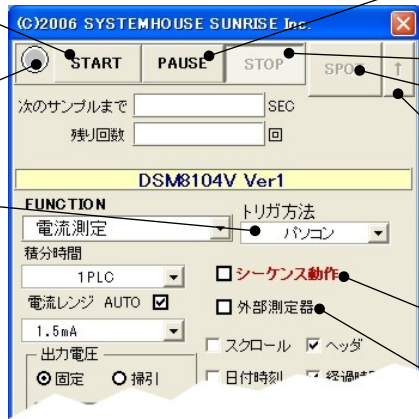 (C)2006 SYSTEMHOUSE SUNRISE Inc.
START PAUSE STOP SPOT ↑
次のサンプルまで SEC
残り回数 回
DSM8104V Ver1
FUNCTION トリガ方法
電流測定 パソコン
積分時間
1PLC シーケンス動作
電流レンジ AUTO 外部測定器
1.5mA
スクロール ヘッダ
出力電圧
固定 掃引 日付時刻 経過時